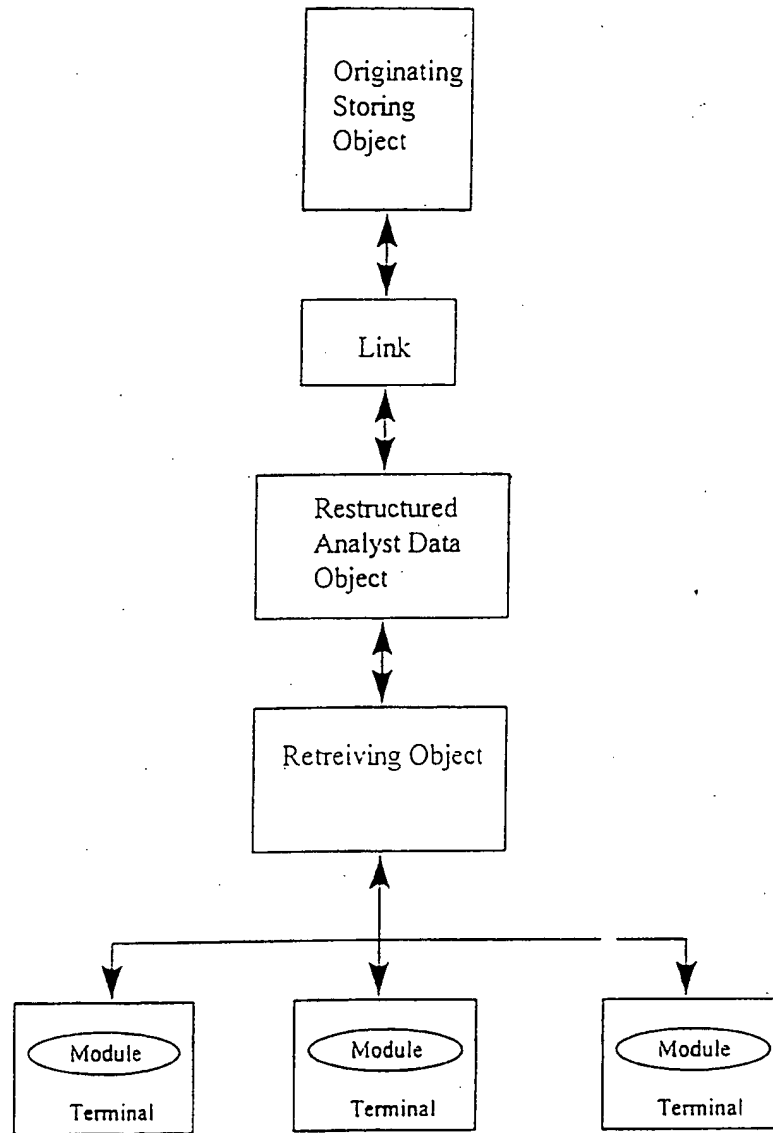 Originating
Storing
Object
Link
Restructured
Analyst Data
Object
Retreiving Object
Module
Terminal
Module
Terminal
Module
Terminal